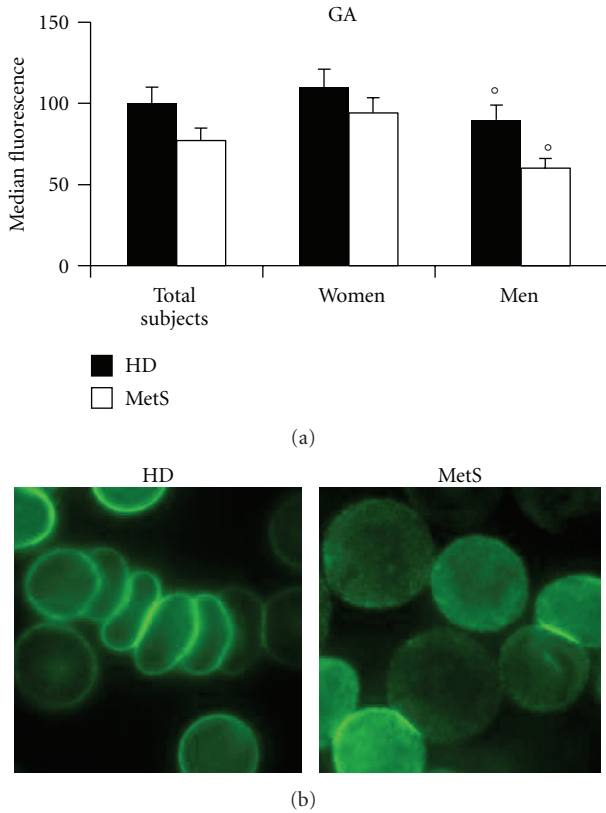 GA
Median fluorescence
150
100
50
0
Total subjects
Women
Men
HD
MetS
(a)
HD
MetS
(b)